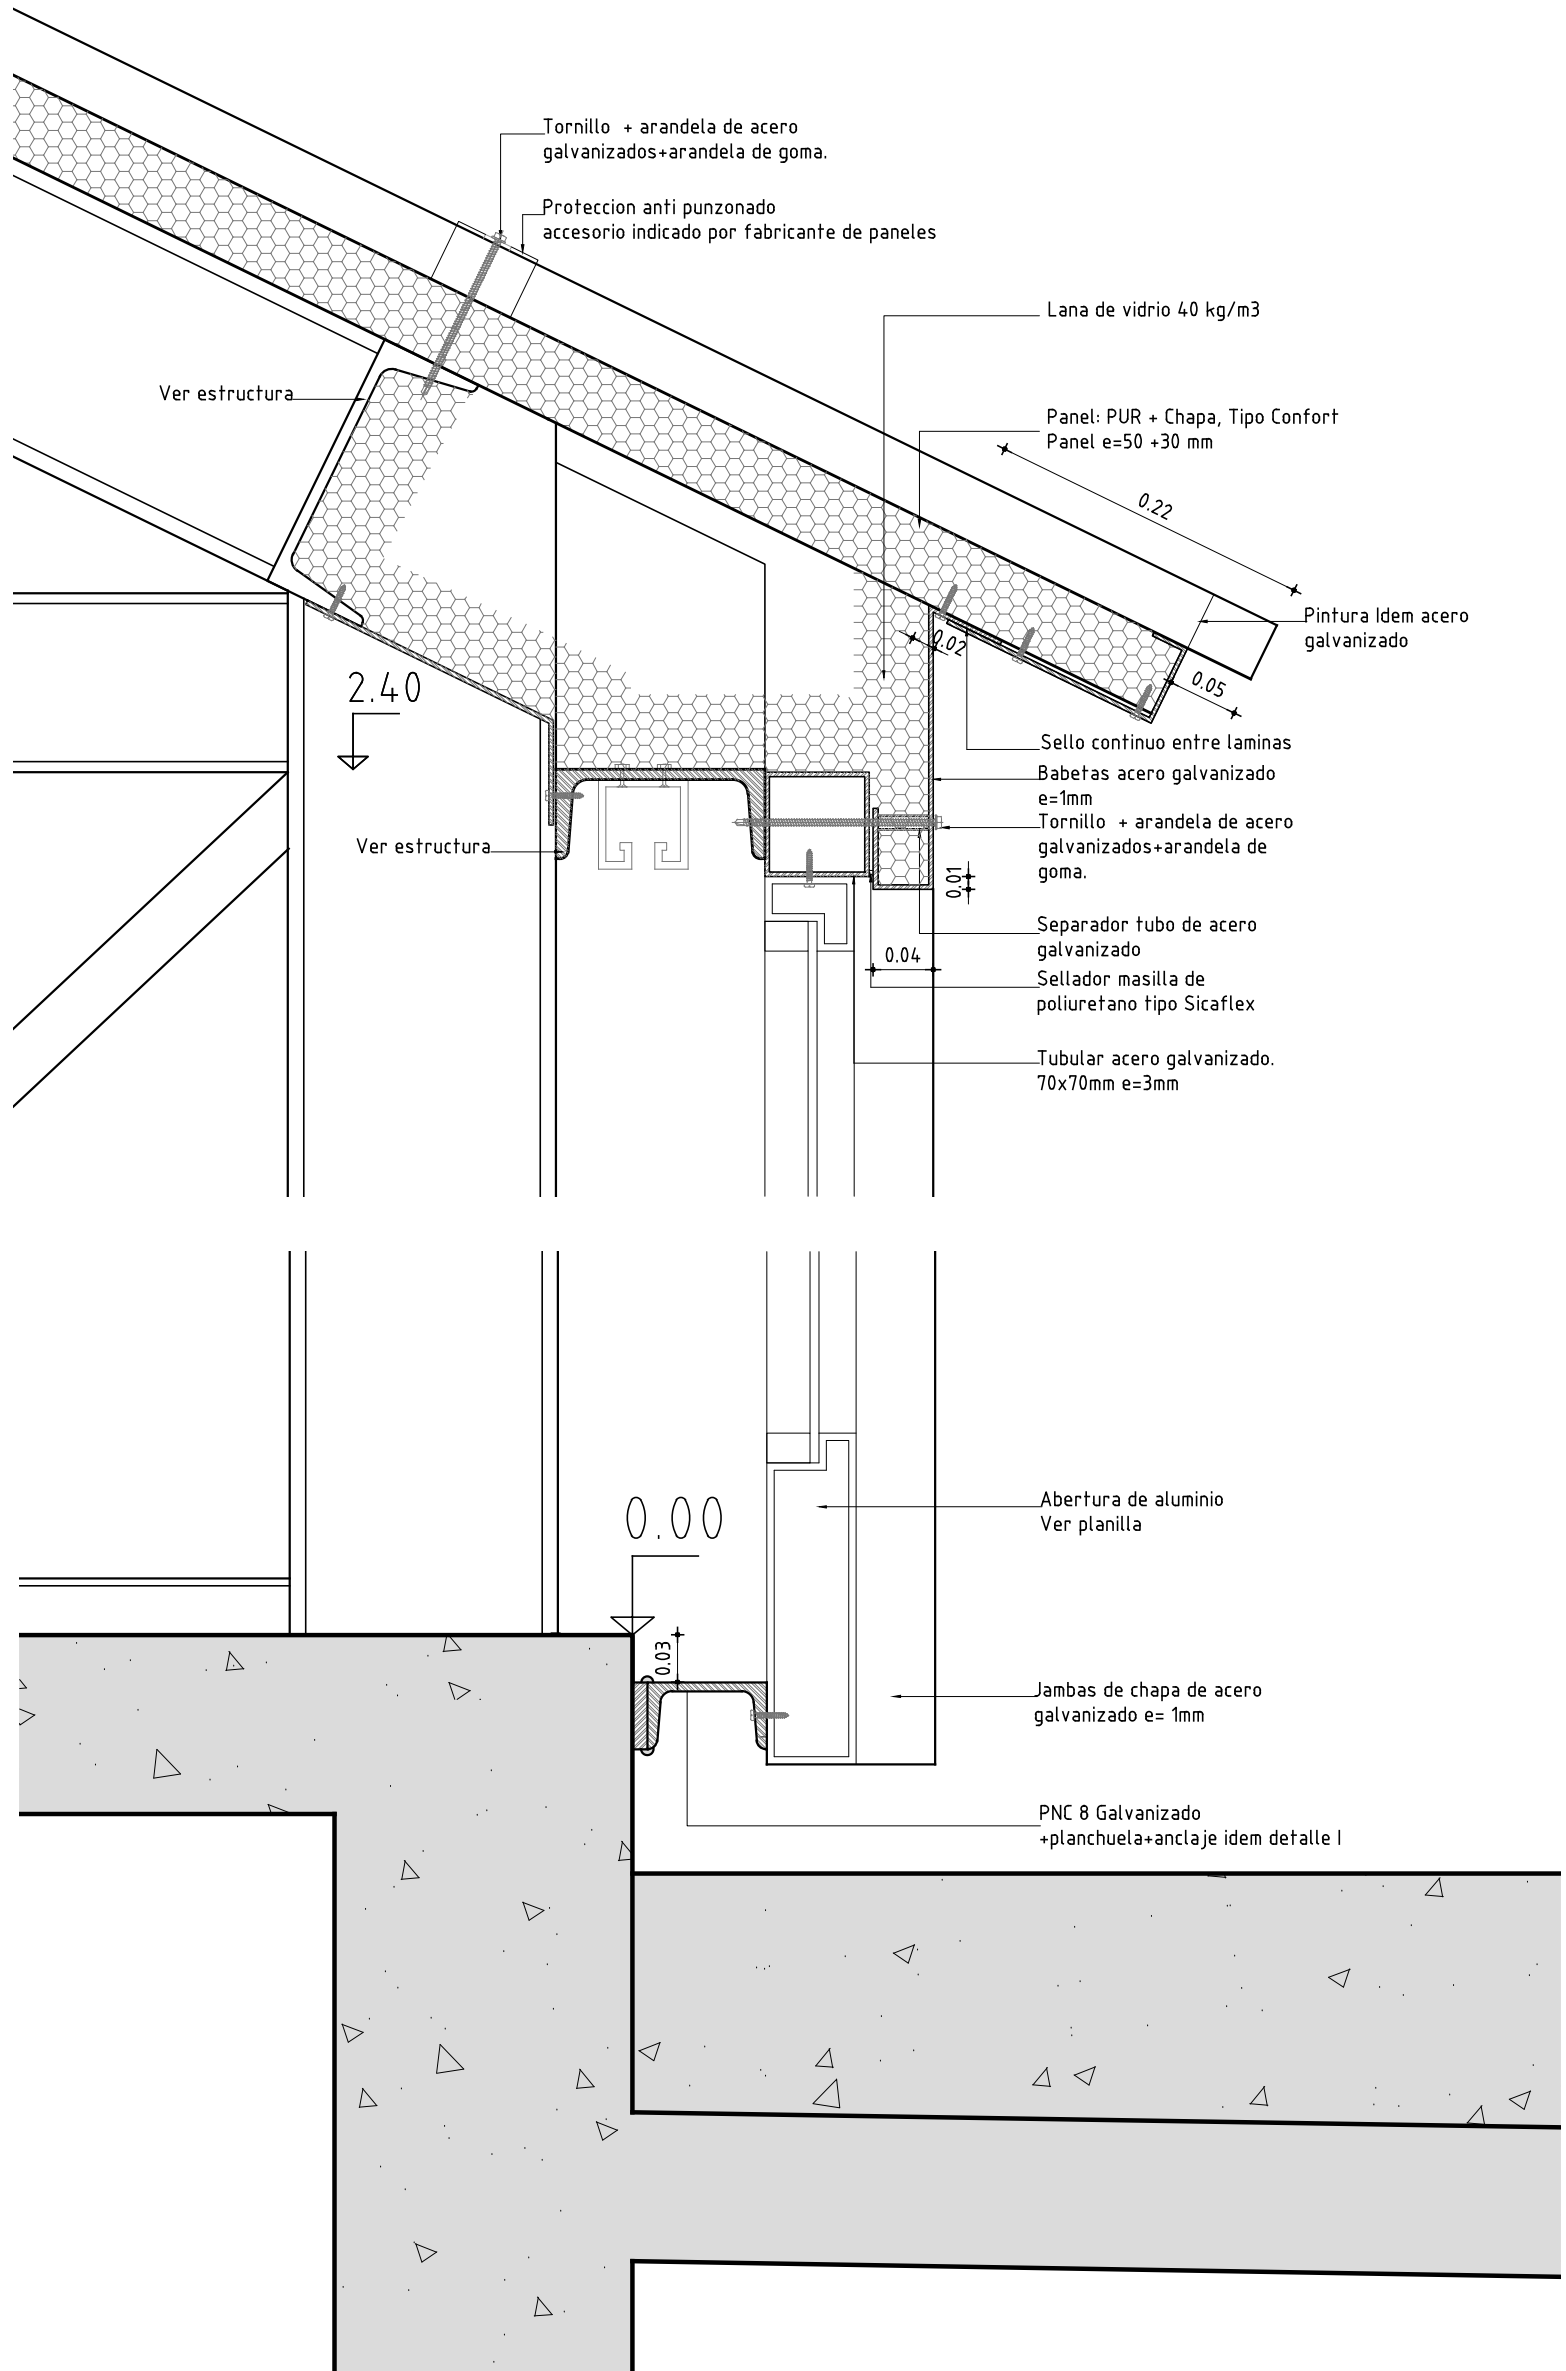 Tornillo + arandela de acero
galvanizados+arandela de goma.
Proteccion anti punzonado
accesorio indicado por fabricante de paneles
Lana de vidrio 40 kg/m3
Ver estructura
Panel: PUR + Chapa, Tipo Confort
Panel e=50 +30 mm
0.22
Pintura Idem acero
galvanizado
0.02
2.40
0.05
Sello continuo entre laminas
Babetas acero galvanizado
e=1mm
Tornillo + arandela de acero
galvanizados+arandela de
goma.
Ver estructura
0.01
Separador tubo de acero
galvanizado
0.04
Sellador masilla de
poliuretano tipo Sicaflex
Tubular acero galvanizado.
70x70mm e=3mm
0.00
Abertura de aluminio
Ver planilla
0.03
Jambas de chapa de acero
galvanizado e= 1mm
PNC 8 Galvanizado
+planchuela+anclaje idem detalle I